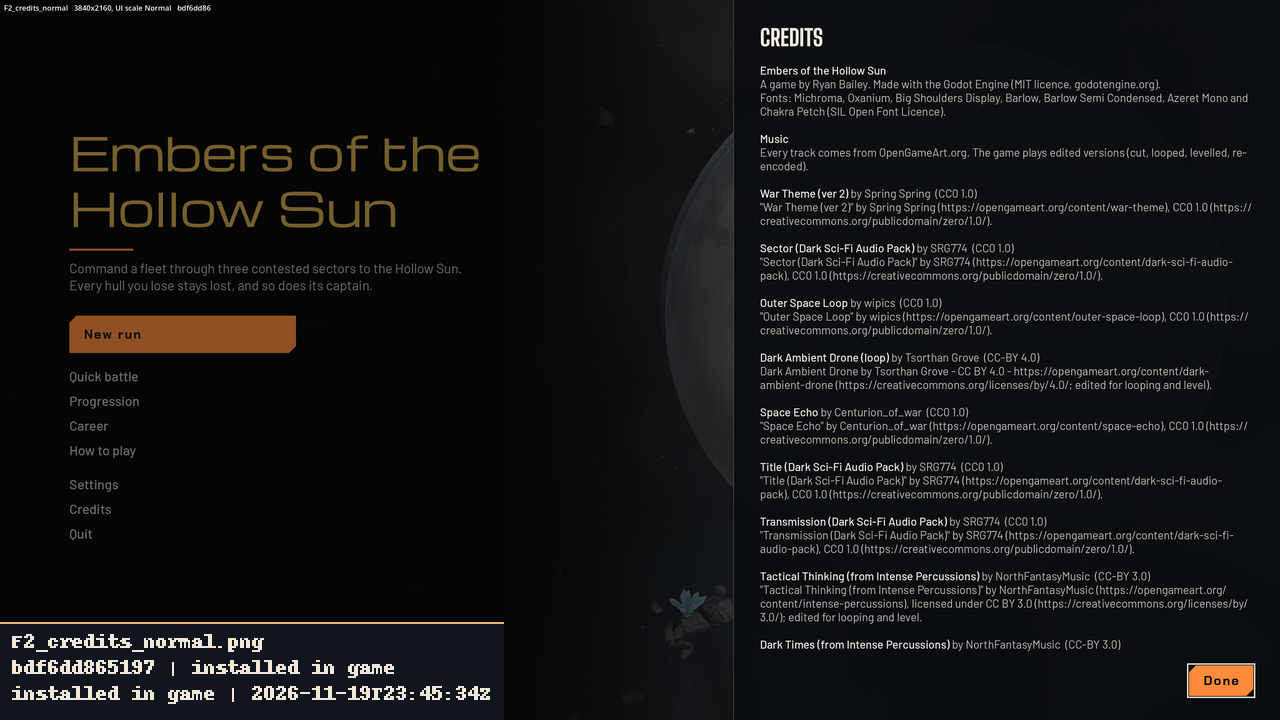 F2_credits_normal 3840x2160, UI scale Normal bdf6dd86
Embers of the
Hollow Sun
Command a fleet through three contested sectors to the Hollow Sun.
Every hull you lose stays lost, and so does its captain.
New run
Quick battle
Progression
Career
How to play
Settings
Credits
Quit
CREDITS
Embers of the Hollow Sun
A game by Ryan Bailey. Made with the Godot Engine (MIT licence, godotengine.org).
Fonts: Michroma, Oxanium, Big Shoulders Display, Barlow, Barlow Semi Condensed, Azeret Mono and
Chakra Petch (SIL Open Font Licence).
Music
Every track comes from OpenGameArt.org. The game plays edited versions (cut, looped, levelled, re-
encoded).
War Theme (ver 2) by Spring Spring (CC0 1.0)
"War Theme (ver 2)" by Spring Spring (https://opengameart.org/content/war-theme), CC0 1.0 (https://
creativecommons.org/publicdomain/zero/1.0/).
Sector (Dark Sci-Fi Audio Pack) by SRG774 (CC0 1.0)
"Sector (Dark Sci-Fi Audio Pack)" by SRG774 (https://opengameart.org/content/dark-sci-fi-audio-
pack), CC0 1.0 (https://creativecommons.org/publicdomain/zero/1.0/).
Outer Space Loop by wipics (CC0 1.0)
"Outer Space Loop" by wipics (https://opengameart.org/content/outer-space-loop), CC0 1.0 (https://
creativecommons.org/publicdomain/zero/1.0/).
Dark Ambient Drone (loop) by Tsorthan Grove (CC-BY 4.0)
Dark Ambient Drone by Tsorthan Grove - CC BY 4.0 - https://opengameart.org/content/dark-
ambient-drone (https://creativecommons.org/licenses/by/4.0/; edited for looping and level).
Space Echo by Centurion_of_war (CC0 1.0)
"Space Echo" by Centurion_of_war (https://opengameart.org/content/space-echo), CC0 1.0 (https://
creativecommons.org/publicdomain/zero/1.0/).
Title (Dark Sci-Fi Audio Pack) by SRG774 (CC0 1.0)
"Title (Dark Sci-Fi Audio Pack)" by SRG774 (https://opengameart.org/content/dark-sci-fi-audio-
pack), CC0 1.0 (https://creativecommons.org/publicdomain/zero/1.0/).
Transmission (Dark Sci-Fi Audio Pack) by SRG774 (CC0 1.0)
"Transmission (Dark Sci-Fi Audio Pack)" by SRG774 (https://opengameart.org/content/dark-sci-fi-
audio-pack), CC0 1.0 (https://creativecommons.org/publicdomain/zero/1.0/).
Tactical Thinking (from Intense Percussions) by NorthFantasyMusic (CC-BY 3.0)
"Tactical Thinking (from Intense Percussions)" by NorthFantasyMusic (https://opengameart.org/
content/intense-percussions), licensed under CC BY 3.0 (https://creativecommons.org/licenses/by/
3.0/); edited for looping and level.
Dark Times (from Intense Percussions) by NorthFantasyMusic (CC-BY 3.0)
Done
F2_credits_normal.png
bdf6dd865197 | installed in game
installed in game | 2026-11-19T23:45:34Z